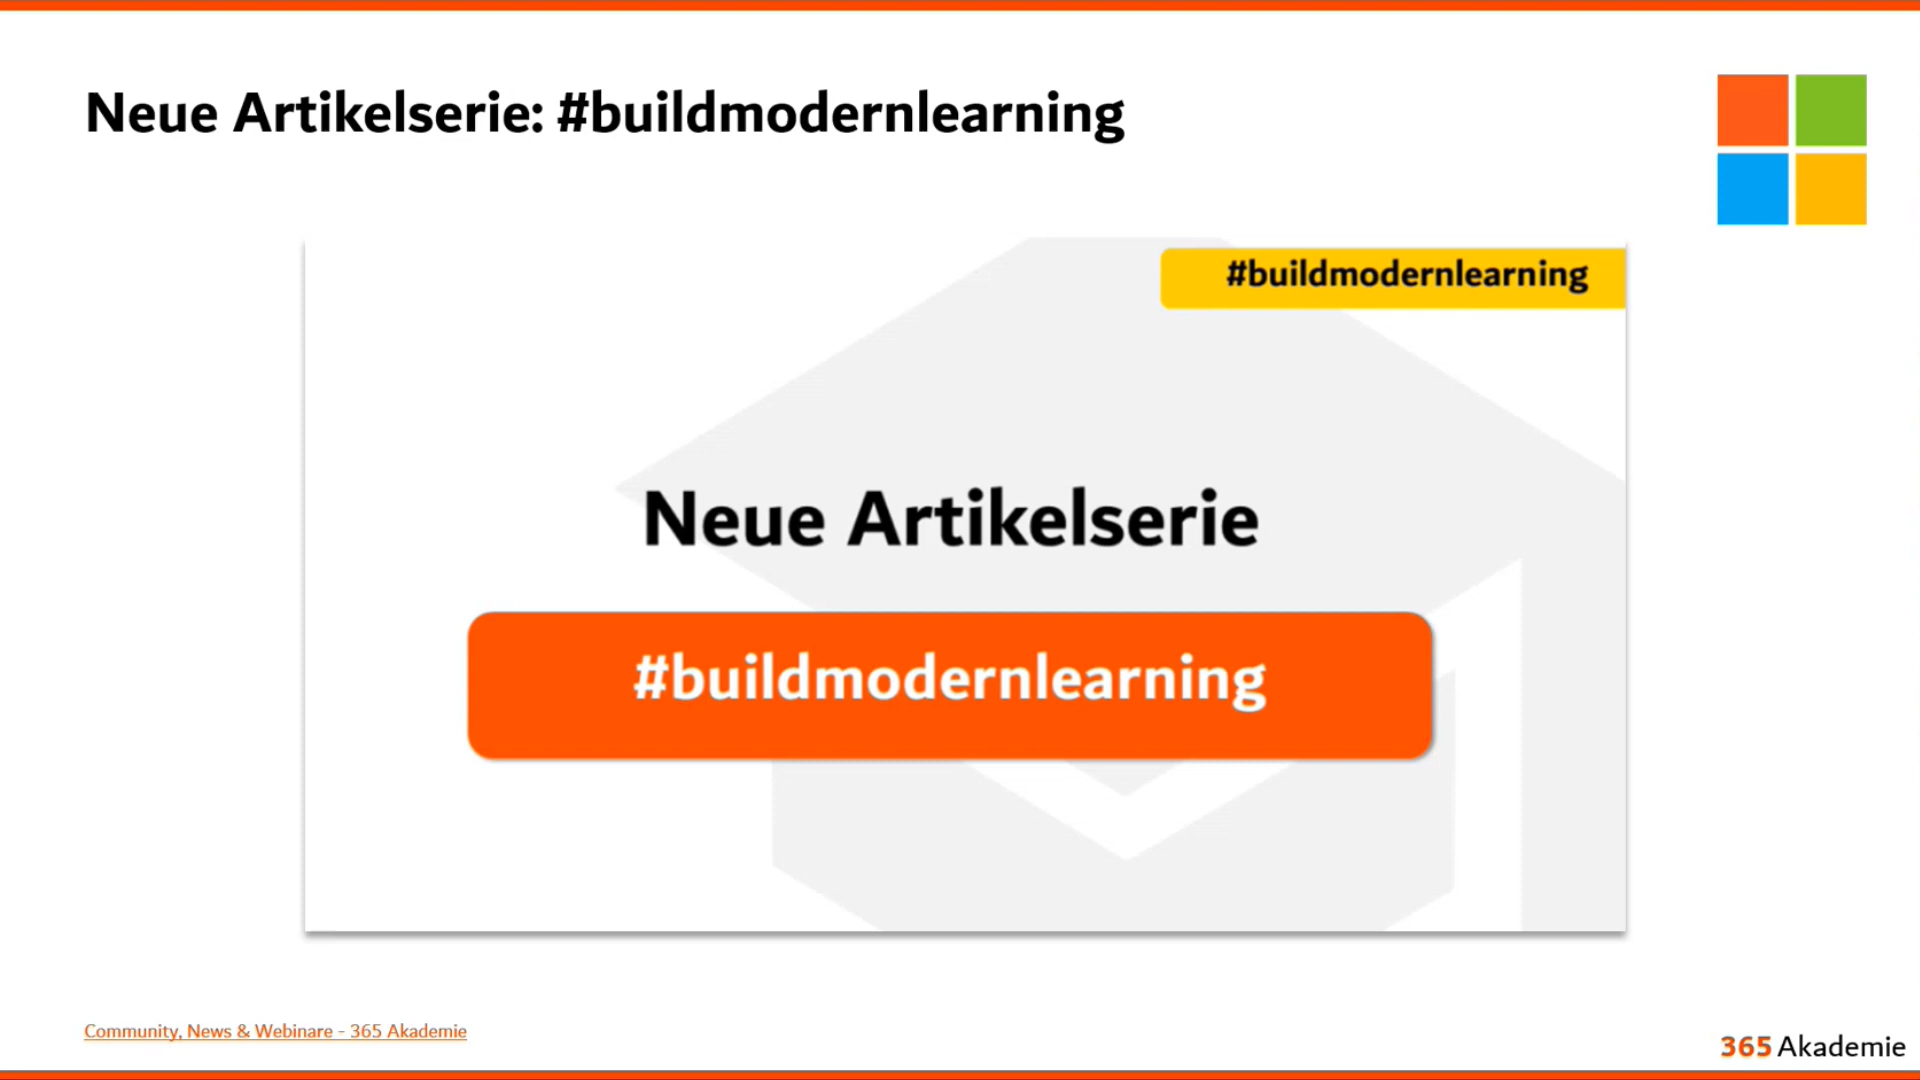 Neue Artikelserie: #buildmodernlearning
#buildmodernlearning
Neue Artikelserie
#buildmodernlearning
Community, News & Webinare - 365 Akademie
365 Akademie